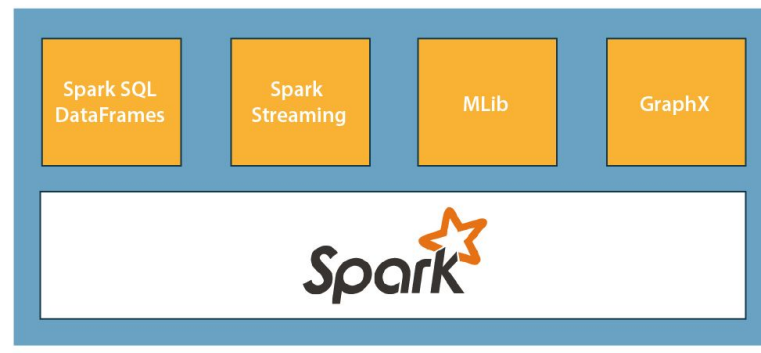 Spark SQL
DataFrames
Spark
Streaming
MLib
GraphX
Spark